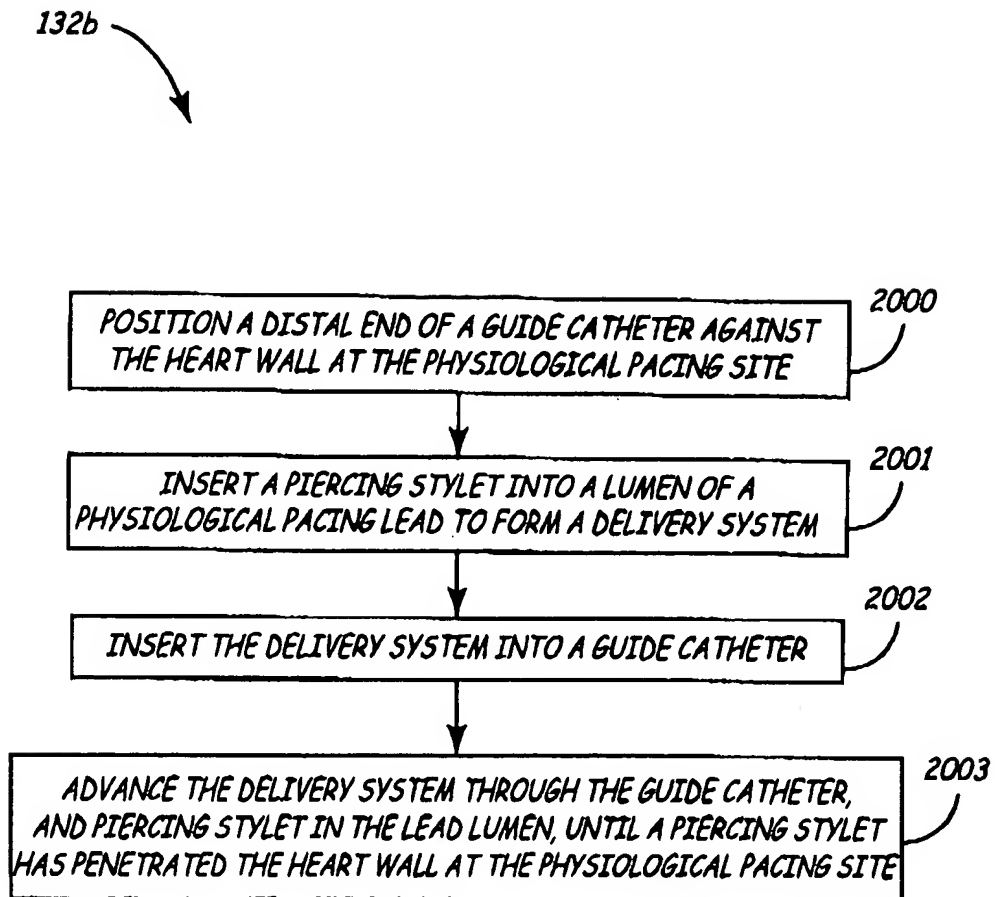 132b
2000
POSITION A DISTAL END OF A GUIDE CATHETER AGAINST
THE HEART WALL AT THE PHYSIOLOGICAL PACING SITE
2001
INSERT A PIERCING STYLET INTO A LUMEN OF A
PHYSIOLOGICAL PACING LEAD TO FORM A DELIVERY SYSTEM
2002
INSERT THE DELIVERY SYSTEM INTO A GUIDE CATHETER
2003
ADVANCE THE DELIVERY SYSTEM THROUGH THE GUIDE CATHETER,
AND PIERCING STYLET IN THE LEAD LUMEN, UNTIL A PIERCING STYLET
HAS PENETRATED THE HEART WALL AT THE PHYSIOLOGICAL PACING SITE